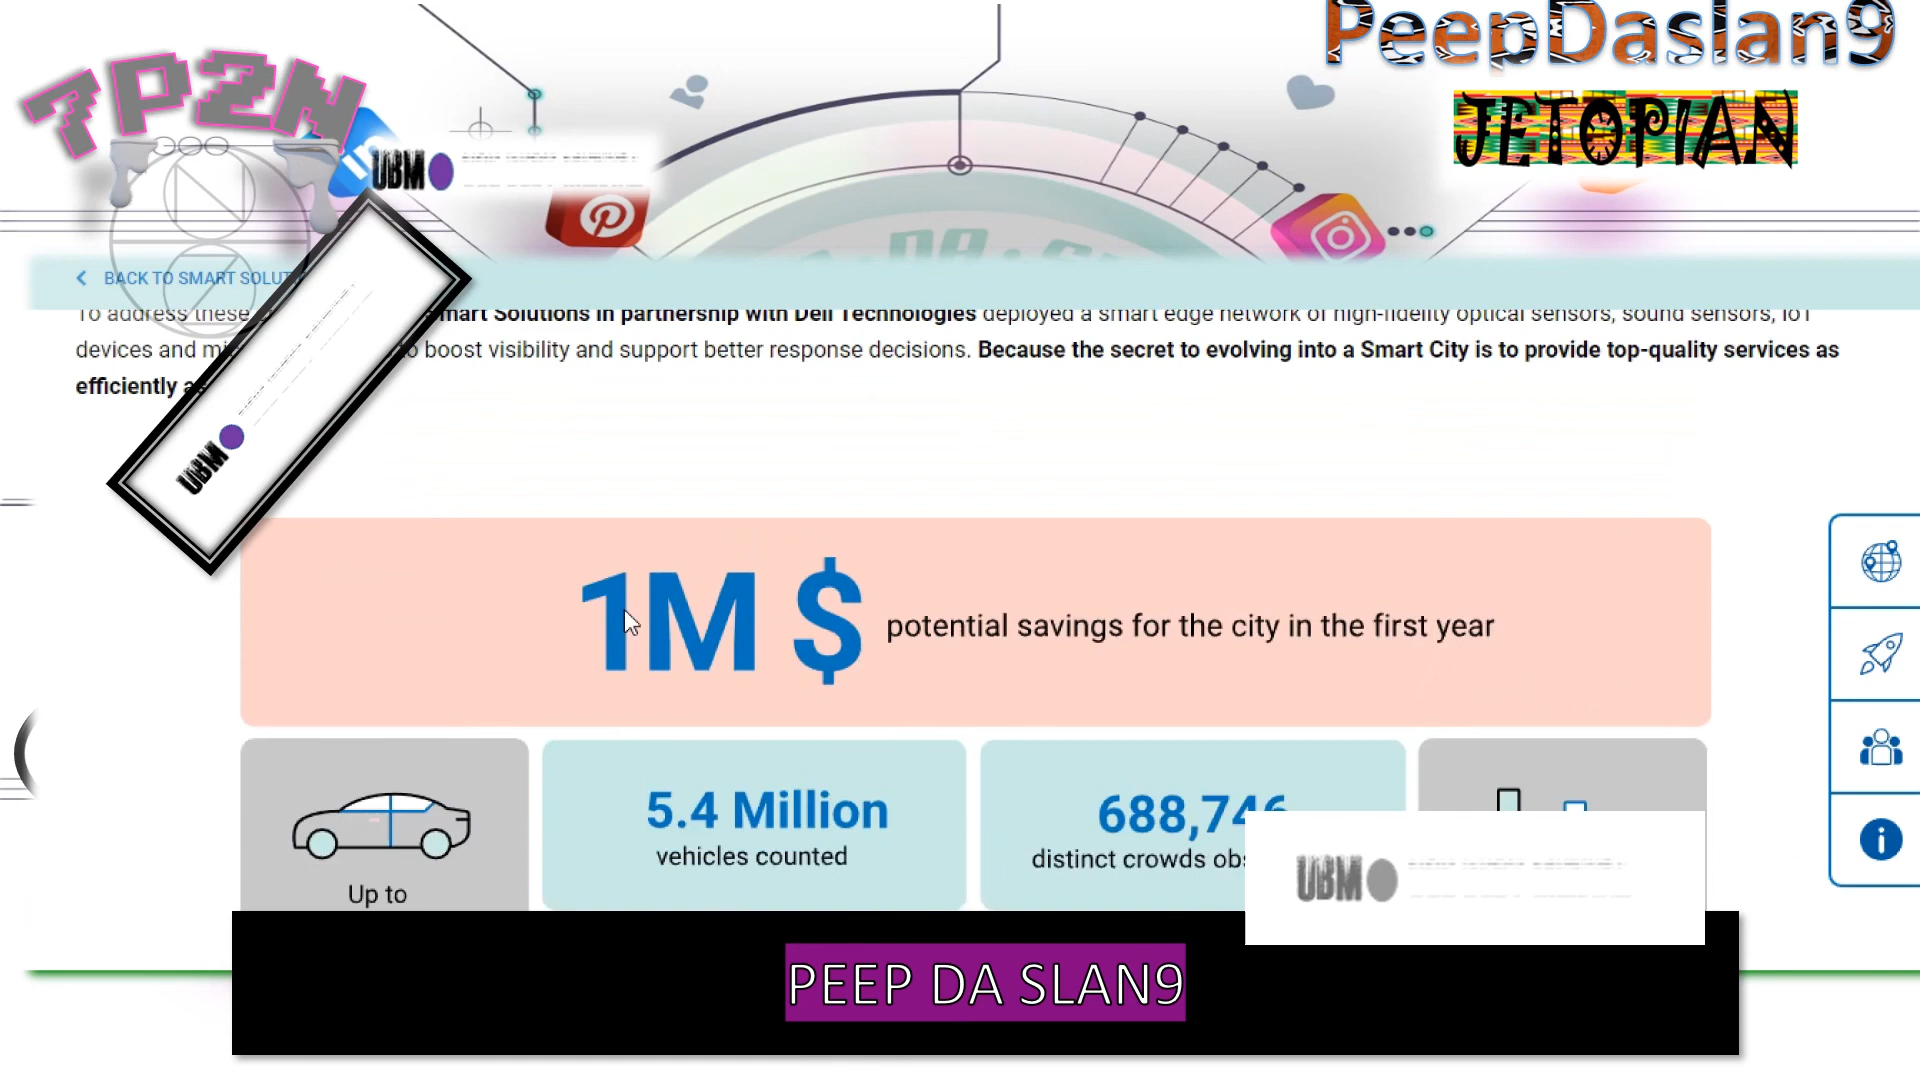 PeepDaslan9
7P2N
JETOPIAN
UBM
BACK TO SMART SOLUT
To address these mart Solutions in partnership with Dell Technologies deployed a smart edge network of high-fidelity optical sensors, sound sensors, IoT
devices and boost visibility and support better response decisions. Because the secret to evolving into a Smart City is to provide top-quality services as
efficiently
UBM
1M $ potential savings for the city in the first year
5.4 Million
vehicles counted
688,746
distinct crowds obs
Up to
UBM
PEEP DA SLAN9